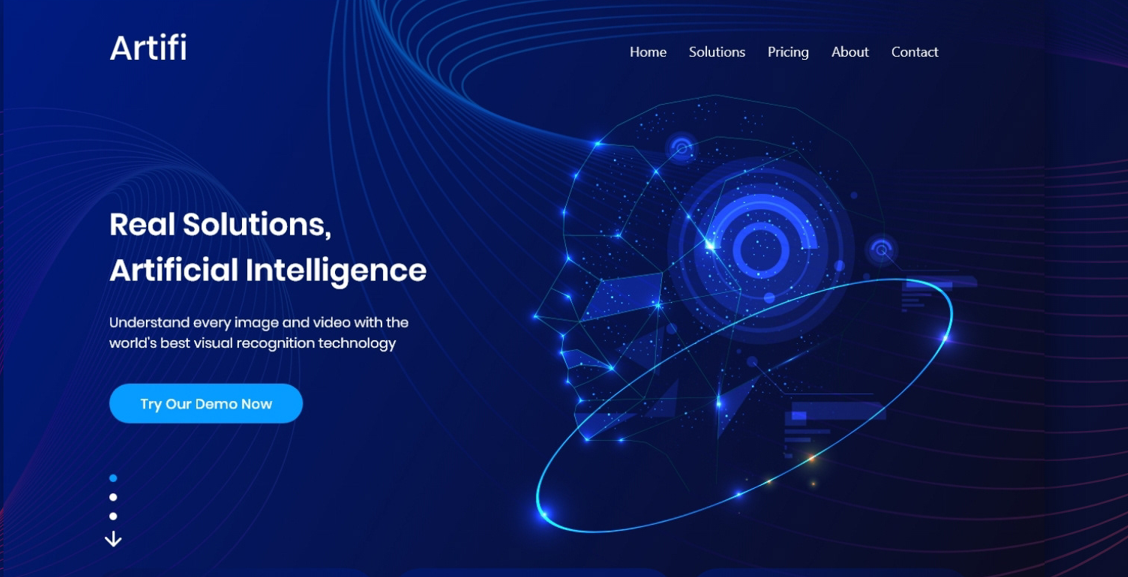 Artifi
Home Solutions Pricing About Contact
Real Solutions,
Artificial Intelligence
Understand every image and video with the
world's best visual recognition technology
Try Our Demo Now